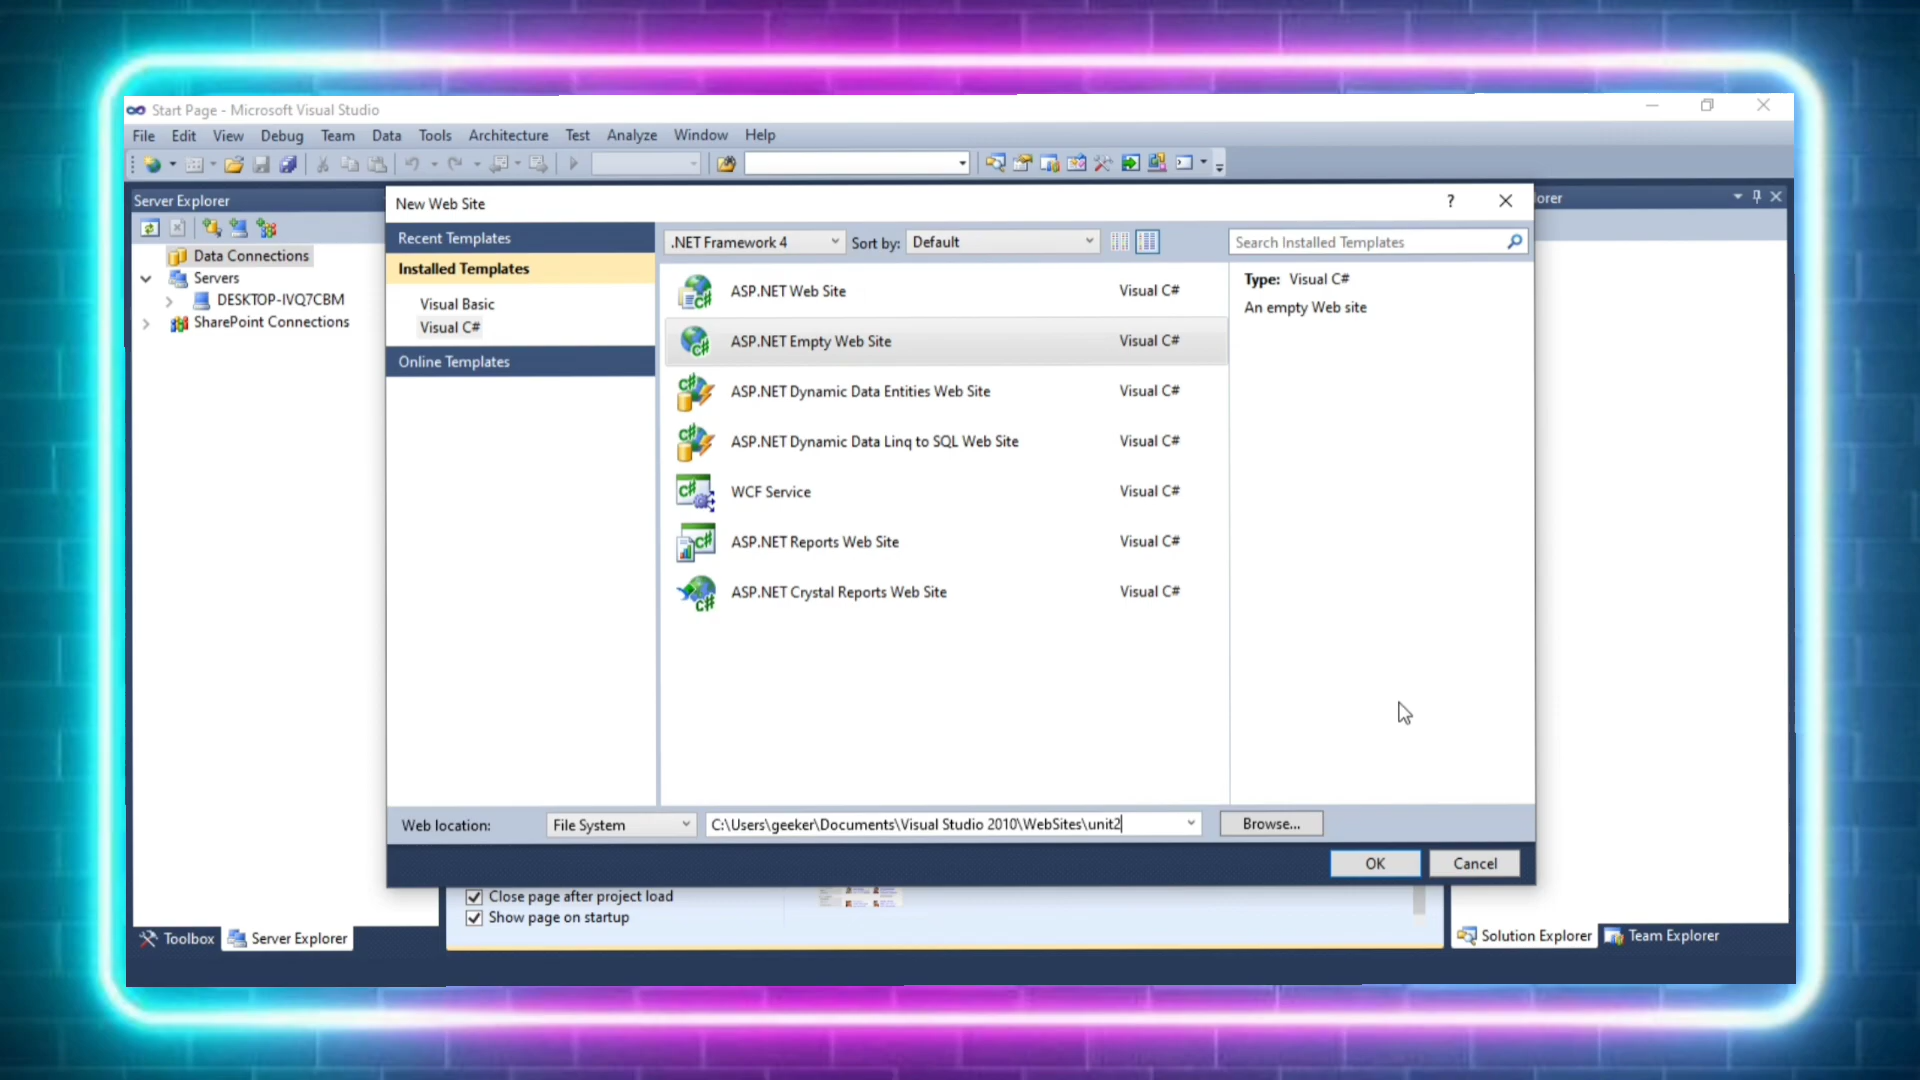 Start Page - Microsoft Visual Studio
File Edit View Debug Team Data Tools Architecture Test Analyze Window Help
Server Explorer
Data Connections
Servers
DESKTOP-IVQ7CBM
SharePoint Connections
New Web Site
?
orer
Recent Templates
Installed Templates
Visual Basic
Visual C#
Online Templates
.NET Framework 4 Sort by: Default
Search Installed Templates
ASP.NET Web Site Visual C#
ASP.NET Empty Web Site Visual C#
ASP.NET Dynamic Data Entities Web Site Visual C#
ASP.NET Dynamic Data Linq to SQL Web Site Visual C#
WCF Service Visual C#
ASP.NET Reports Web Site Visual C#
ASP.NET Crystal Reports Web Site Visual C#
Type: Visual C#
An empty Web site
Web location: File System C:\Users\geeker\Documents\Visual Studio 2010\WebSites\unit2 Browse...
OK Cancel
Close page after project load
Show page on startup
Toolbox Server Explorer
Solution Explorer Team Explorer